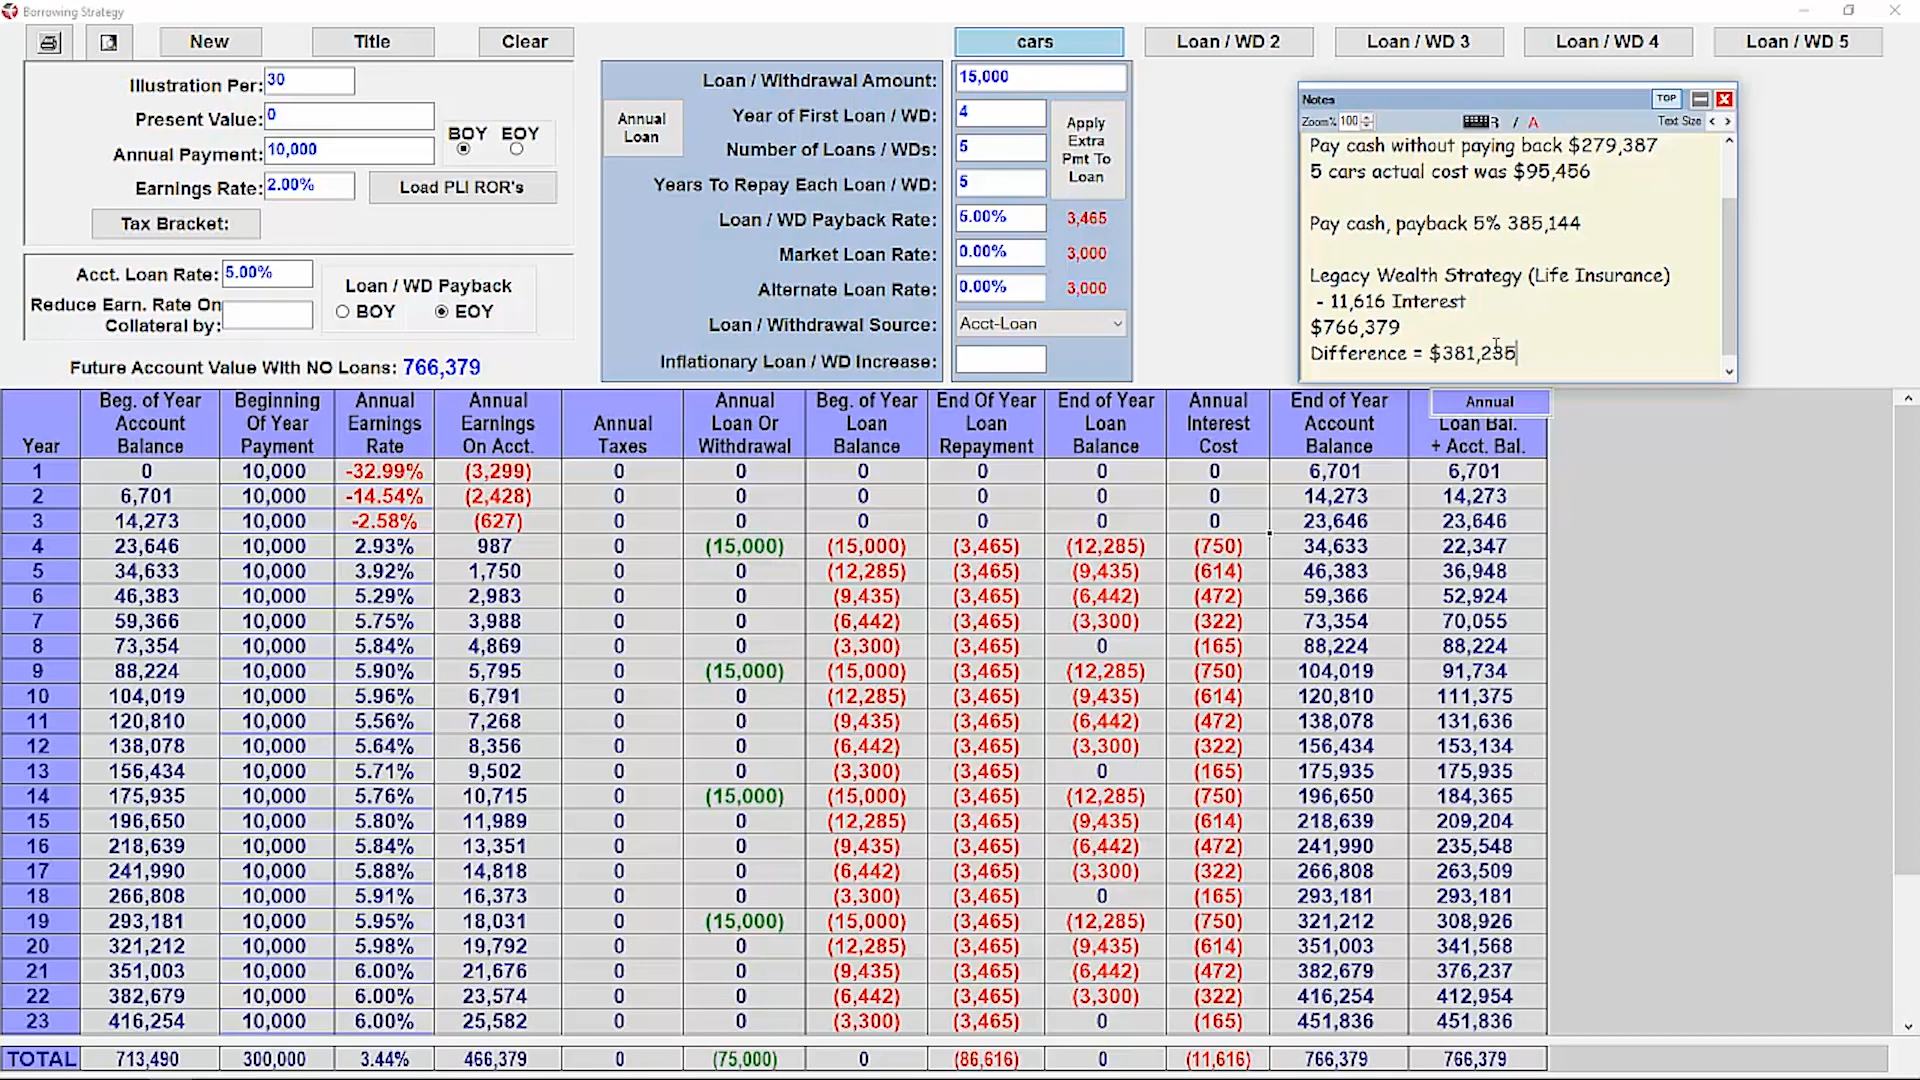 Borrowing Strategy
New Title Clear cars Loan / WD 2 Loan / WD 3 Loan / WD 4 Loan / WD 5
Illustration Per: 30
Present Value: 0
Annual Payment: 10,000
BOY EOY
Earnings Rate: 2.00% Load PLI ROR's
Tax Bracket:
Acct. Loan Rate: 5.00%
Reduce Earn. Rate On
Collateral by:
Loan / WD Payback
BOY EOY
Future Account Value With NO Loans: 766,379
Annual
Loan
Loan / Withdrawal Amount: 15,000
Year of First Loan / WD: 4
Number of Loans / WDs: 5
Years To Repay Each Loan / WD: 5
Loan / WD Payback Rate: 5.00% 3,465
Market Loan Rate: 0.00% 3,000
Alternate Loan Rate: 0.00% 3,000
Loan / Withdrawal Source: Acct-Loan
Inflationary Loan / WD Increase:
Apply
Extra
Pmt To
Loan
Notes TOP
Zoom% 100 B / A Text Size < >
Pay cash without paying back $279,387
5 cars actual cost was $95,456
Pay cash, payback 5% 385,144
Legacy Wealth Strategy (Life Insurance)
- 11,616 Interest
$766,379
Difference = $381,235
Annual
Beg. of Year Beginning Annual Annual Annual Beg. of Year End Of Year End of Year Annual End of Year
Account Of Year Earnings Earnings Annual Loan Or Loan Loan Loan Interest Account Loan Bal.
Year Balance Payment Rate On Acct. Taxes Withdrawal Balance Repayment Balance Cost Balance + Acct. Bal.
1 0 10,000 -32.99% (3,299) 0 0 0 0 0 0 6,701 6,701
2 6,701 10,000 -14.54% (2,428) 0 0 0 0 0 0 14,273 14,273
3 14,273 10,000 -2.58% (627) 0 0 0 0 0 0 23,646 23,646
4 23,646 10,000 2.93% 987 0 (15,000) (15,000) (3,465) (12,285) (750) 34,633 22,347
5 34,633 10,000 3.92% 1,750 0 0 (12,285) (3,465) (9,435) (614) 46,383 36,948
6 46,383 10,000 5.29% 2,983 0 0 (9,435) (3,465) (6,442) (472) 59,366 52,924
7 59,366 10,000 5.75% 3,988 0 0 (6,442) (3,465) (3,300) (322) 73,354 70,055
8 73,354 10,000 5.84% 4,869 0 0 (3,300) (3,465) 0 (165) 88,224 88,224
9 88,224 10,000 5.90% 5,795 0 (15,000) (15,000) (3,465) (12,285) (750) 104,019 91,734
10 104,019 10,000 5.96% 6,791 0 0 (12,285) (3,465) (9,435) (614) 120,810 111,375
11 120,810 10,000 5.56% 7,268 0 0 (9,435) (3,465) (6,442) (472) 138,078 131,636
12 138,078 10,000 5.64% 8,356 0 0 (6,442) (3,465) (3,300) (322) 156,434 153,134
13 156,434 10,000 5.71% 9,502 0 0 (3,300) (3,465) 0 (165) 175,935 175,935
14 175,935 10,000 5.76% 10,715 0 (15,000) (15,000) (3,465) (12,285) (750) 196,650 184,365
15 196,650 10,000 5.80% 11,989 0 0 (12,285) (3,465) (9,435) (614) 218,639 209,204
16 218,639 10,000 5.84% 13,351 0 0 (9,435) (3,465) (6,442) (472) 241,990 235,548
17 241,990 10,000 5.88% 14,818 0 0 (6,442) (3,465) (3,300) (322) 266,808 263,509
18 266,808 10,000 5.91% 16,373 0 0 (3,300) (3,465) 0 (165) 293,181 293,181
19 293,181 10,000 5.95% 18,031 0 (15,000) (15,000) (3,465) (12,285) (750) 321,212 308,926
20 321,212 10,000 5.98% 19,792 0 0 (12,285) (3,465) (9,435) (614) 351,003 341,568
21 351,003 10,000 6.00% 21,676 0 0 (9,435) (3,465) (6,442) (472) 382,679 376,237
22 382,679 10,000 6.00% 23,574 0 0 (6,442) (3,465) (3,300) (322) 416,254 412,954
23 416,254 10,000 6.00% 25,582 0 0 (3,300) (3,465) 0 (165) 451,836 451,836
TOTAL 713,490 300,000 3.44% 466,379 0 (75,000) 0 (86,616) 0 (11,616) 766,379 766,379